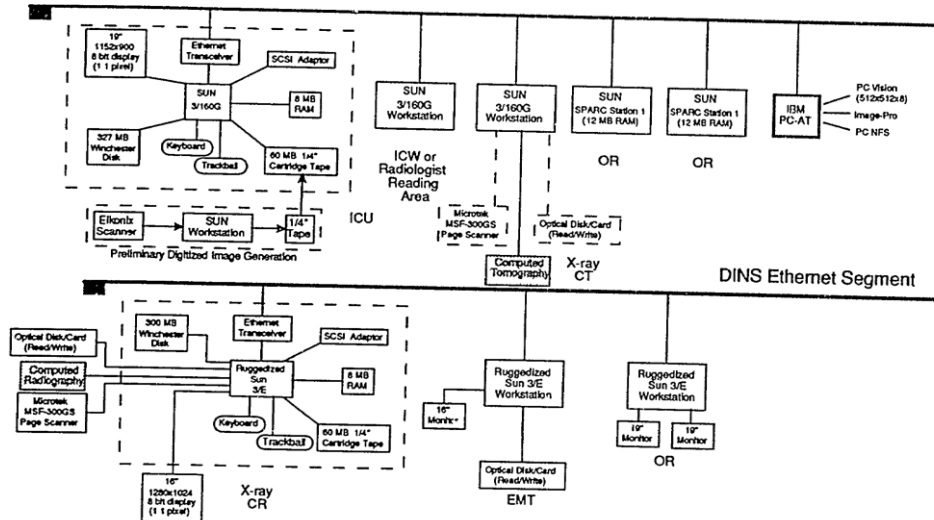 19"
1152x900
8 bit display
(1 1 pixel)
Ethernet
Transceiver
SCSI Adaptor
SUN
3/160G
8 MB
RAM
327 MB
Winchester
Disk
Keyboard
Trackball
60 MB 1/4"
Cartridge Tape
ICU
Eikonix
Scanner
SUN
Workstation
1/4"
Tape
Preliminary Digitized Image Generation
SUN
3/160G
Workstation
ICW or
Radiologist
Reading
Area
SUN
3/160G
Workstation
Microtek
MSF-300GS
Page Scanner
Optical Disk/Card
(Read/Write)
Computed
Tomography
X-ray
CT
SUN
SPARC Station 1
(12 MB RAM)
OR
SUN
SPARC Station 1
(12 MB RAM)
OR
IBM
PC-AT
PC Vision
(512x512x8)
Image-Pro
PC NFS
DINS Ethernet Segment
300 MB
Winchester
Disk
Ethernet
Transceiver
SCSI Adaptor
Optical Disk/Card
(Read/Write)
Computed
Radiography
Microtek
MSF-300GS
Page Scanner
Ruggedized
Sun
3/E
8 MB
RAM
Keyboard
Trackball
60 MB 1/4"
Cartridge Tape
16"
1280x1024
8 bit display
(1 1 pixel)
X-ray
CR
Ruggedized
Sun 3/E
Workstation
16"
Monitor
Optical Disk/Card
(Read/Write)
EMT
Ruggedized
Sun 3/E
Workstation
19"
Monitor
19"
Monitor
OR